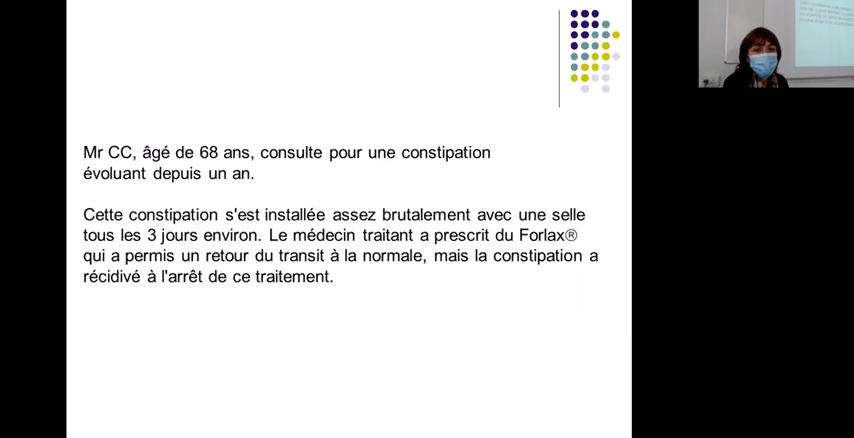 Mr CC, âgé de 68 ans, consulte pour une constipation
évoluant depuis un an.
Cette constipation s'est installée assez brutalement avec une selle
tous les 3 jours environ. Le médecin traitant a prescrit du Forlax®
qui a permis un retour du transit à la normale, mais la constipation a
récidivé à l'arrêt de ce traitement.